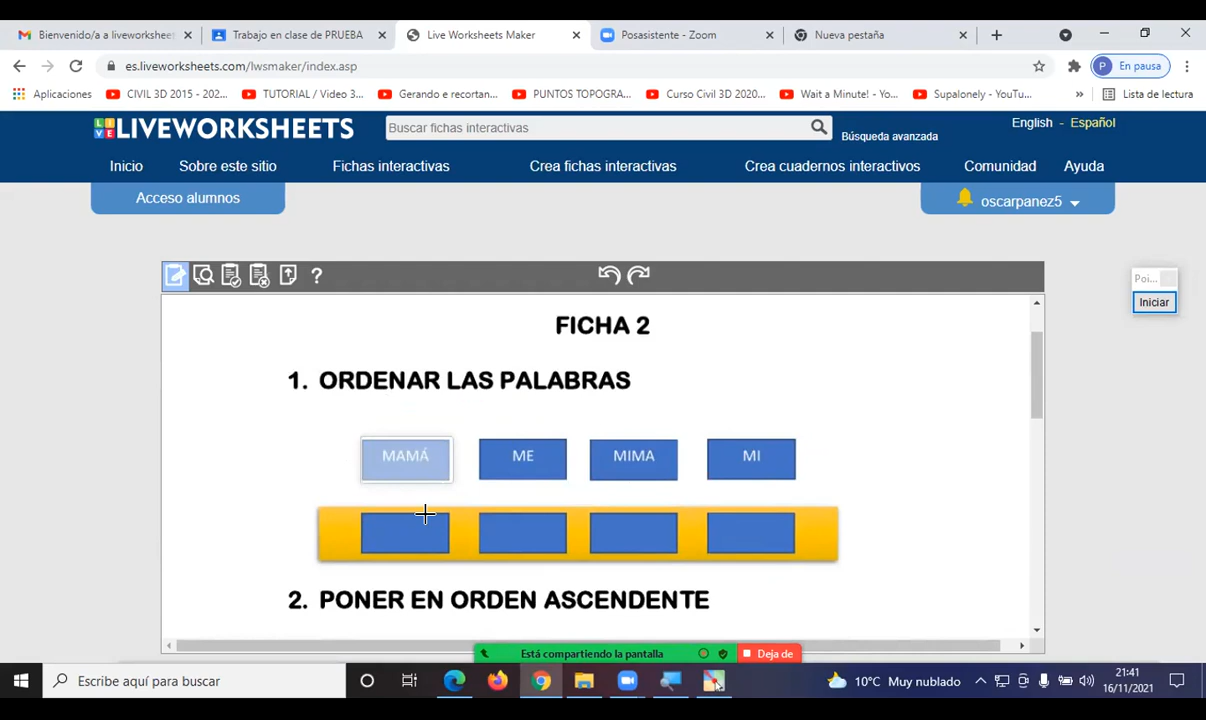 Bienvenido/a a liveworksheet
Trabajo en clase de PRUEBA
Live Worksheets Maker
Posasistente - Zoom
Nueva pestaña
es.liveworksheets.com/lwsmaker/index.asp
P En pausa
Aplicaciones
CIVIL 3D 2015 - 202...
TUTORIAL / Video 3...
Gerando e recortan...
PUNTOS TOPOGRA...
Curso Civil 3D 2020...
Wait a Minute! - Yo...
Supalonely - YouTu...
»
Lista de lectura
LIVEWORKSHEETS
Buscar fichas interactivas
Búsqueda avanzada
English - Español
Inicio
Sobre este sitio
Fichas interactivas
Crea fichas interactivas
Crea cuadernos interactivos
Comunidad
Ayuda
Acceso alumnos
oscarpanez5
?
Poi...
Iniciar
FICHA 2
1. ORDENAR LAS PALABRAS
MAMÁ ME MIMA MI
2. PONER EN ORDEN ASCENDENTE
Está compartiendo la pantalla
Deja de
Escribe aquí para buscar
10°C Muy nublado
21:41
16/11/2021